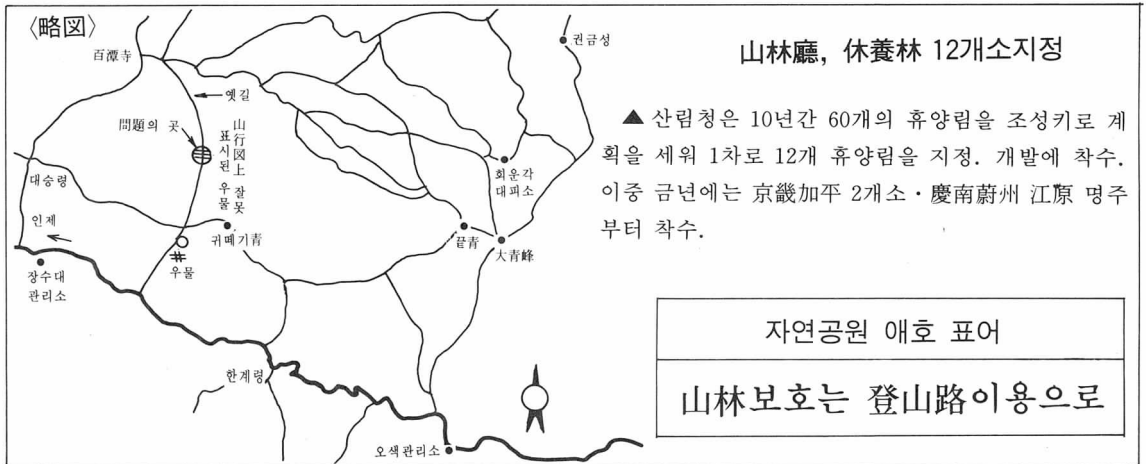 〈略図〉
百潭寺
권금성
옛길
問題의 곳
山行図上 잘못
표시된 우물
대승령
인제
장수대
관리소
우물
귀떼기青
회운각
대피소
끝青
大青峰
한계령
오색관리소
山林廳, 休養林 12개소지정
▲ 산림청은 10년간 60개의 휴양림을 조성키로 계
획을 세워 1차로 12개 휴양림을 지정. 개발에 착수.
이중 금년에는 京畿加平 2개소·慶南蔚州 江原 명주
부터 착수.
자연공원 애호 표어
山林보호는 登山路이용으로